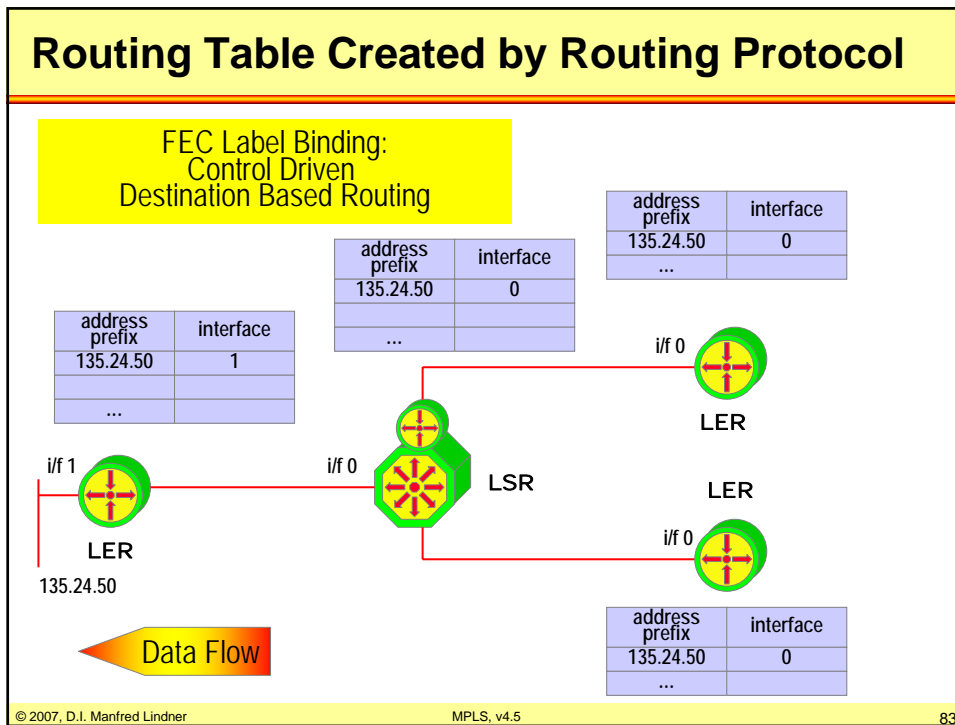 Routing Table Created by Routing Protocol
FEC Label Binding:
Control Driven
Destination Based Routing
address prefix interface
135.24.50 0
...
address prefix interface
135.24.50 0
...
address prefix interface
135.24.50 1
...
i/f 0
LER
i/f 1
i/f 0
LSR
LER
LER
i/f 0
135.24.50
address prefix interface
135.24.50 0
...
Data Flow
© 2007, D.I. Manfred Lindner
MPLS, v4.5
83